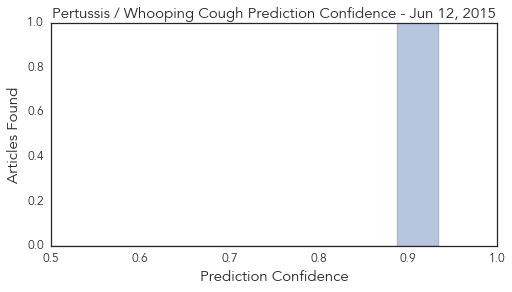 Pertussis / Whooping Cough Prediction Confidence - Jun 12, 2015
1.0
0.8
0.6
0.4
0.2
0.0
Articles Found
0.5 0.6 0.7 0.8 0.9 1.0
Prediction Confidence